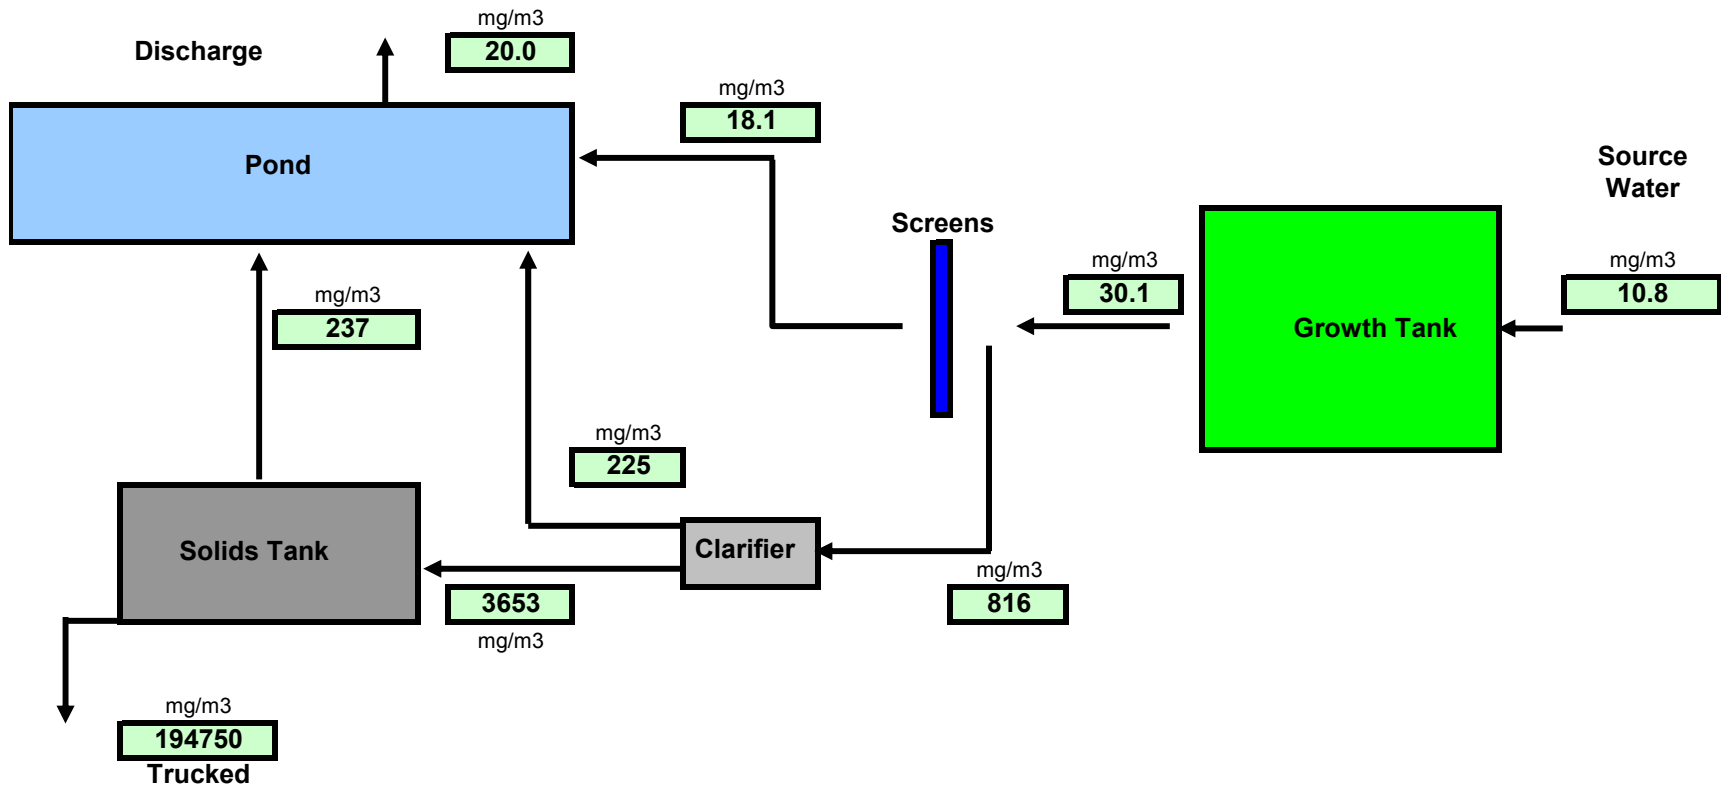 mg/m3
Discharge
20.0
mg/m3
18.1
Pond
Source
Water
Screens
mg/m3
30.1
mg/m3
10.8
mg/m3
237
Growth Tank
mg/m3
225
Solids Tank
Clarifier
3653
mg/m3
mg/m3
816
mg/m3
194750
Trucked